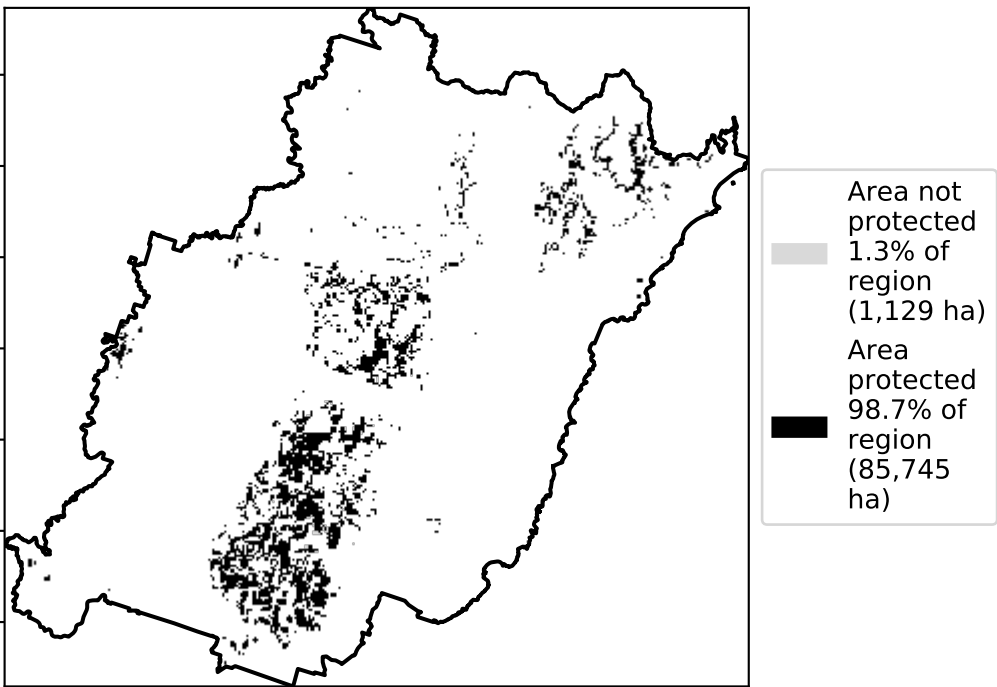 Area not
protected
1.3% of
region
(1,129 ha)
Area
protected
98.7% of
region
(85,745
ha)